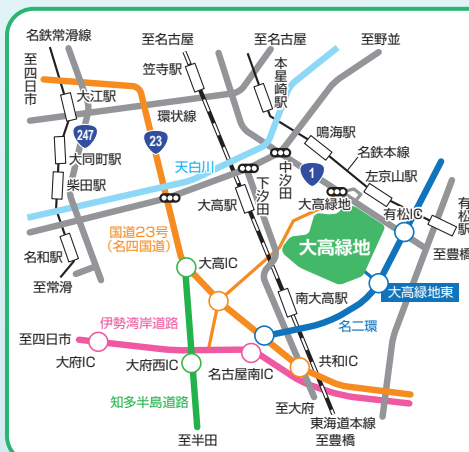 名鉄常滑線
至名古屋
至名古屋
至野並
至四日市
笠寺駅
本星崎駅
大江駅
環状線
鳴海駅
247
23
1
名鉄本線
大同町駅
天白川
中汐田
左京山駅
柴田駅
下汐田
大高駅
大高緑地
有松IC
有松駅
国道23号
(名四国道)
大高緑地
至豊橋
名和駅
大高IC
至常滑
南大高駅
大高緑地東
伊勢湾岸道路
名二環
至四日市
大府IC
大府西IC
名古屋南IC
共和IC
知多半島道路
至大府
東海道本線
至半田
至豊橋